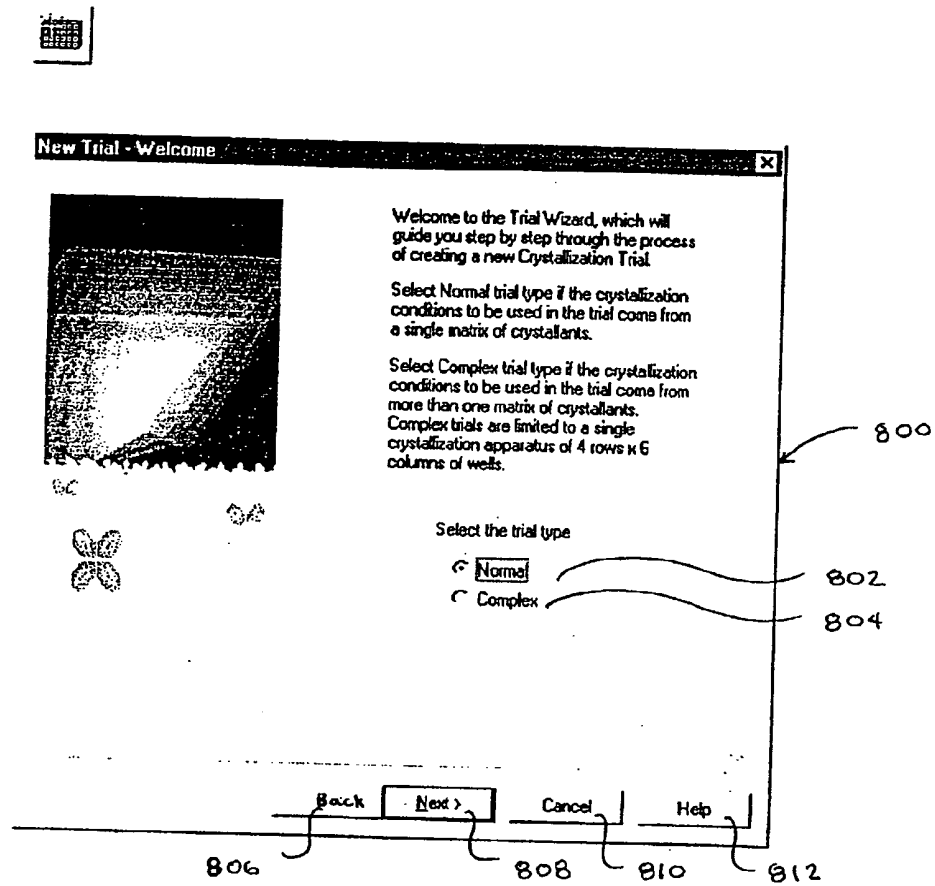 New Trial - Welcome
Welcome to the Trial Wizard, which will
guide you step by step through the process
of creating a new Crystallization Trial.
Select Normal trial type if the crystallization
conditions to be used in the trial come from
a single matrix of crystallants.
Select Complex trial type if the crystallization
conditions to be used in the trial come from
more than one matrix of crystallants.
Complex trials are limited to a single
crystallization apparatus of 4 rows x 6
columns of wells.
800
Select the trial type
Normal
802
Complex
804
Back
Next >
Cancel
Help
806
808
810
812